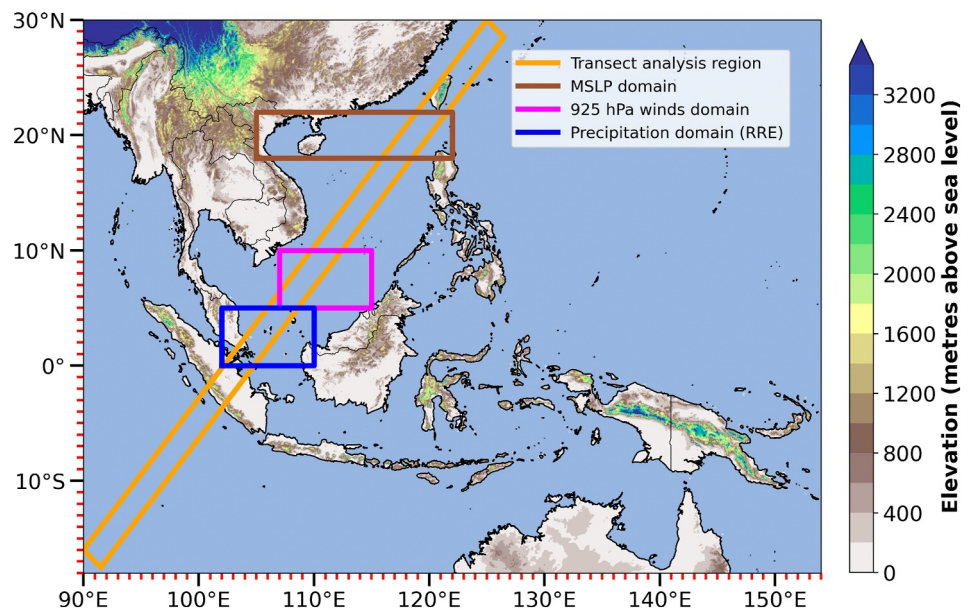 30°N
20°N
10°N
0°
10°S
90°E
100°E
110°E
120°E
130°E
140°E
150°E
Transect analysis region
MSLP domain
925 hPa winds domain
Precipitation domain (RRE)
3200
2800
2400
2000
1600
1200
800
400
0
Elevation (metres above sea level)